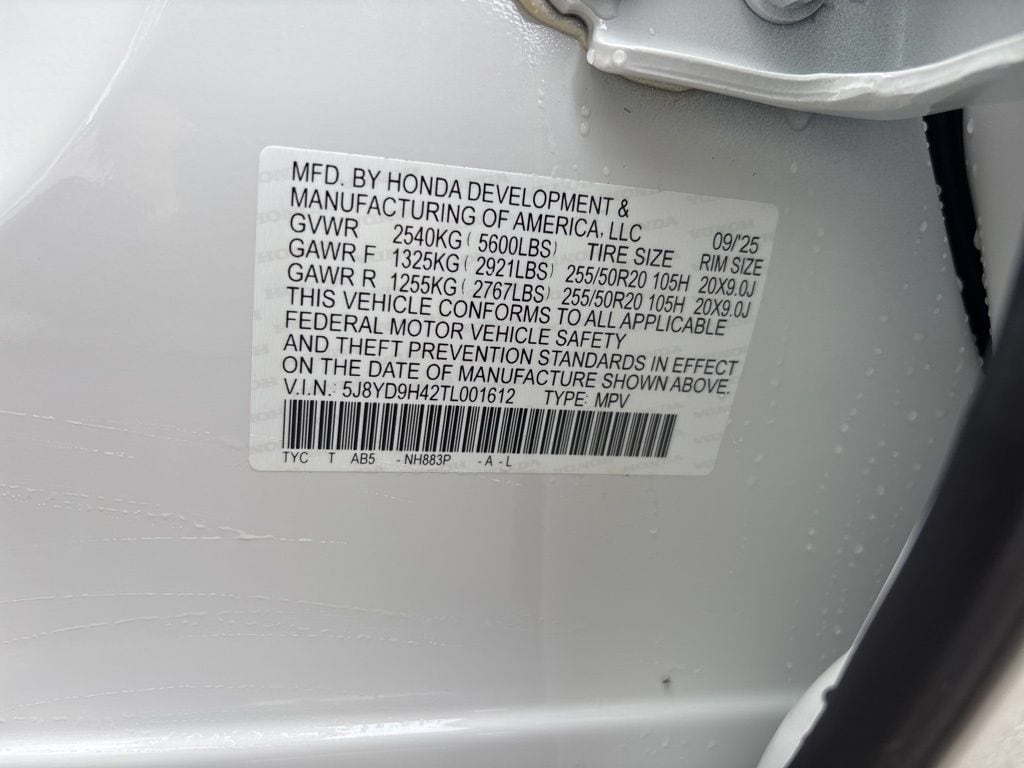 MFD. BY HONDA DEVELOPMENT &
MANUFACTURING OF AMERICA, LLC
GVWR 2540KG ( 5600LBS) TIRE SIZE 09/'25 RIM SIZE
GAWR F 1325KG ( 2921LBS) 255/50R20 105H 20X9.0J
GAWR R 1255KG ( 2767LBS) 255/50R20 105H 20X9.0J
THIS VEHICLE CONFORMS TO ALL APPLICABLE
FEDERAL MOTOR VEHICLE SAFETY
AND THEFT PREVENTION STANDARDS IN EFFECT
ON THE DATE OF MANUFACTURE SHOWN ABOVE.
V.I.N.: 5J8YD9H42TL001612 TYPE: MPV
TYC T AB5 -NH883P -A-L